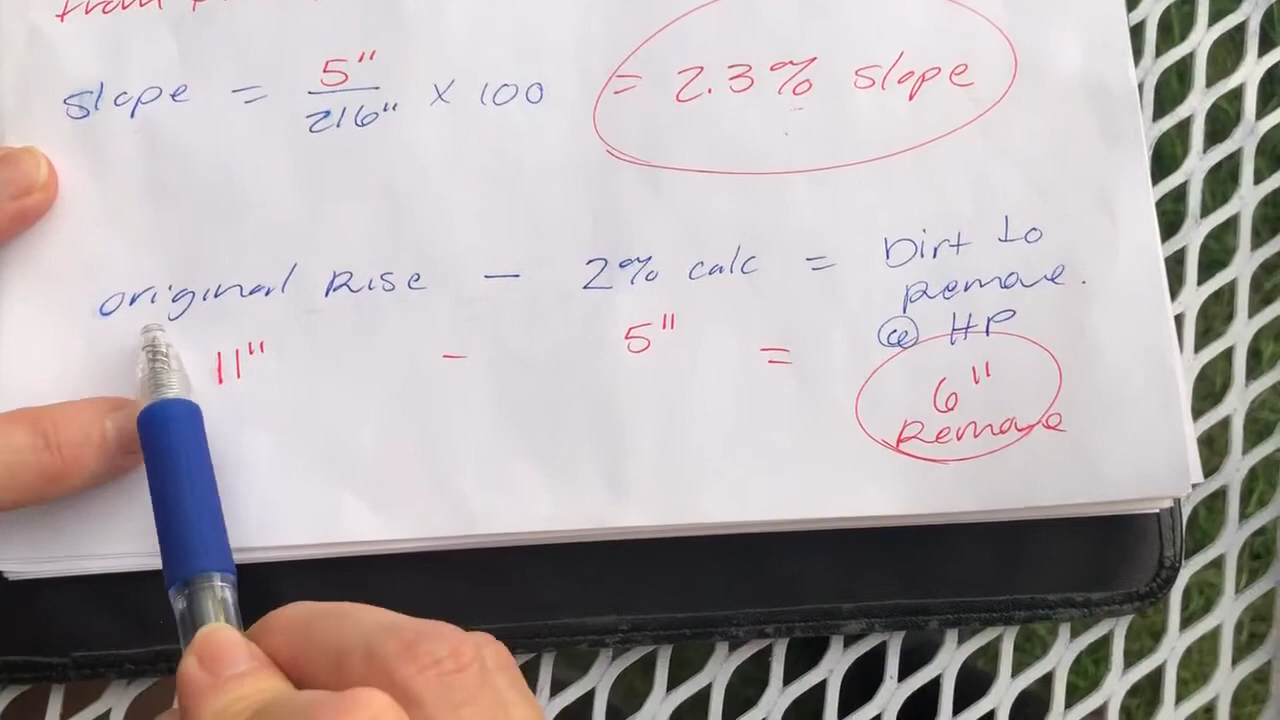 from
slope = 5"/216" x 100 = 2.3% slope
original Rise - 2% calc = Dirt to
remove.
@ HP
11" - 5" = 6"
Remove